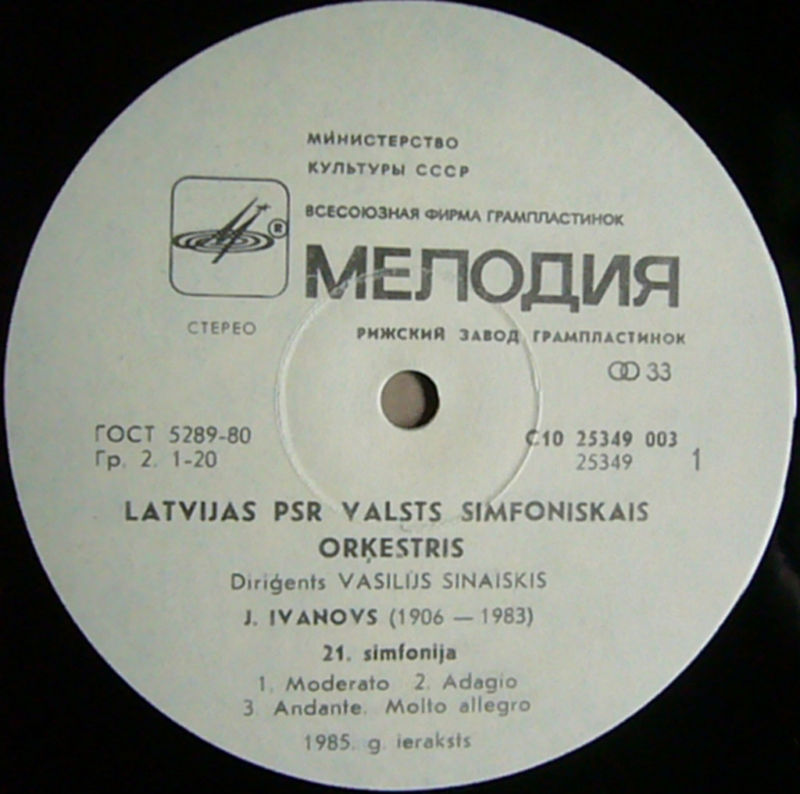 МИНИСТЕРСТВО
КУЛЬТУРЫ СССР
ВСЕСОЮЗНАЯ ФИРМА ГРАМПЛАСТИНОК
®
МЕЛОДИЯ
СТЕРЕО
РИЖСКИЙ ЗАВОД ГРАМПЛАСТИНОК
33
ГОСТ 5289-80
Гр. 2. 1-20
С10 25349 003
25349 1
LATVIJAS PSR VALSTS SIMFONISKAIS
ORĶESTRIS
Diriģents VASILIJS SINAISKIS
J. IVANOVS (1906 — 1983)
21. simfonija
1. Moderato 2. Adagio
3 Andante. Molto allegro
1985. g. ieraksts